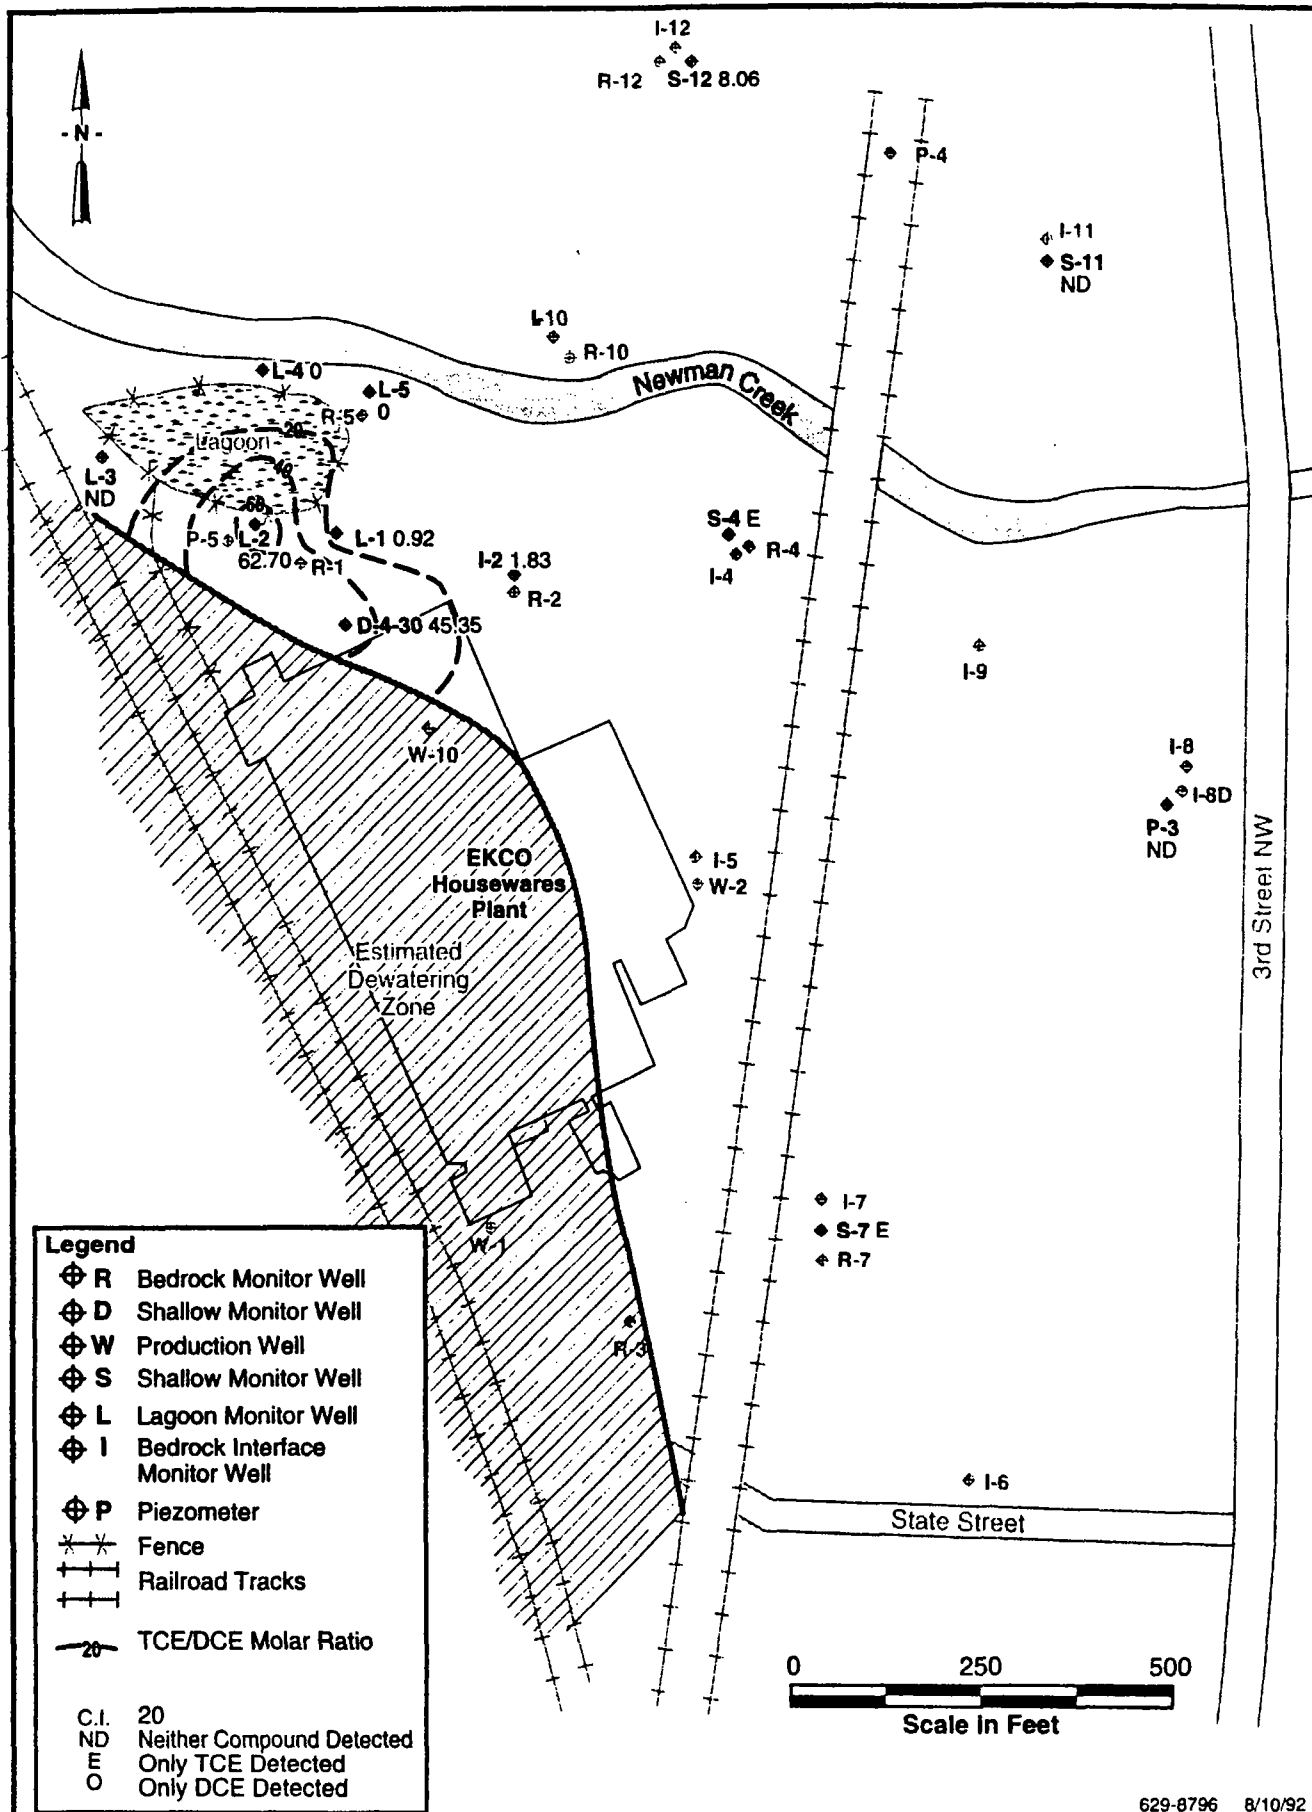 I-12
R-12 S-12 8.06
- N -
P-4
I-11
S-11
ND
L-10
R-10
Newman Creek
L-4 0
L-5
0
R-5
20
Lagoon
40
L-3
ND
S-4 E
R-4
I-4
P-5 L-2
62.70
R-1
L-1 0.92
I-2 1.83
R-2
D-4-30 45.35
I-9
W-10
I-8
I-8D
P-3
ND
I-5
W-2
EKCO
Housewares
Plant
3rd Street NW
Estimated
Dewatering
Zone
I-7
S-7 E
R-7
W-1
R-3
I-6
State Street
Legend
R Bedrock Monitor Well
D Shallow Monitor Well
W Production Well
S Shallow Monitor Well
L Lagoon Monitor Well
I Bedrock Interface
Monitor Well
P Piezometer
Fence
Railroad Tracks
20 TCE/DCE Molar Ratio
C.I. 20
ND Neither Compound Detected
E Only TCE Detected
O Only DCE Detected
0 250 500
Scale in Feet
629-8796 8/10/92